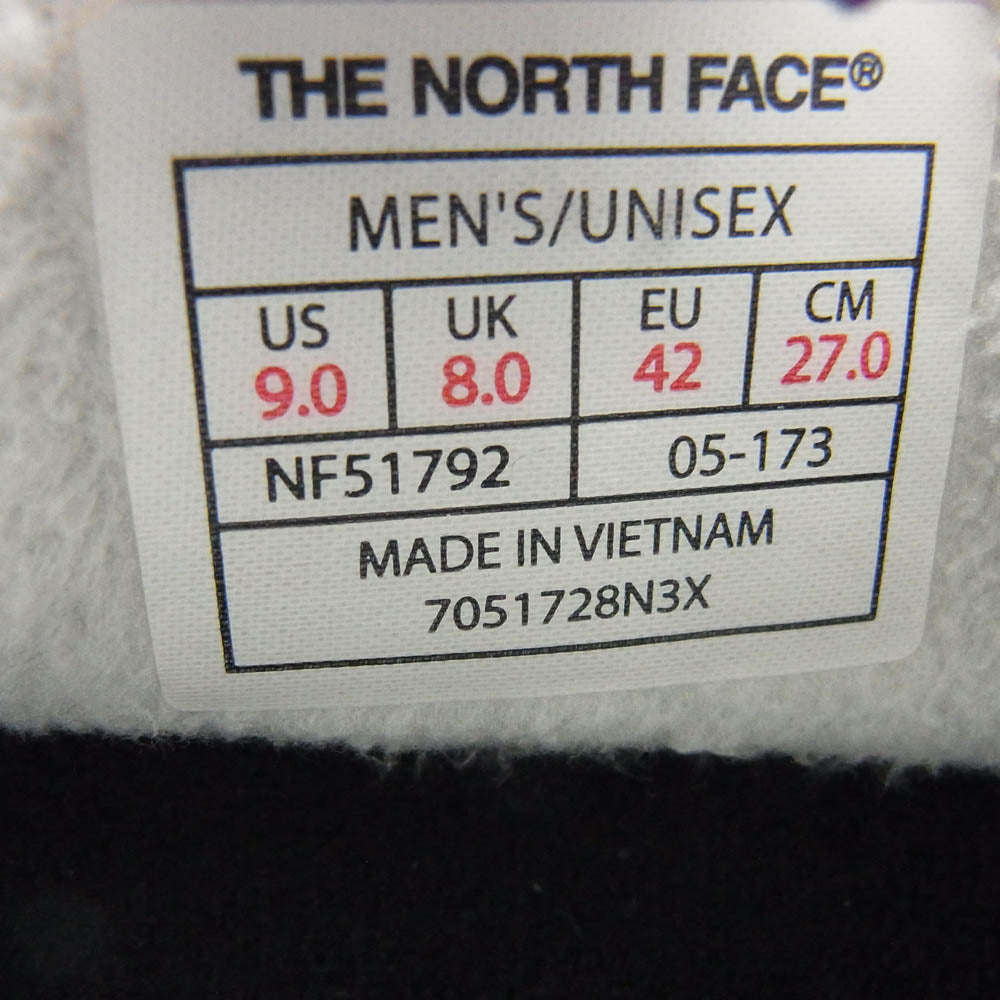 THE NORTH FACE®
MEN'S/UNISEX
US UK EU CM
9.0 8.0 42 27.0
NF51792 05-173
MADE IN VIETNAM
7051728N3X